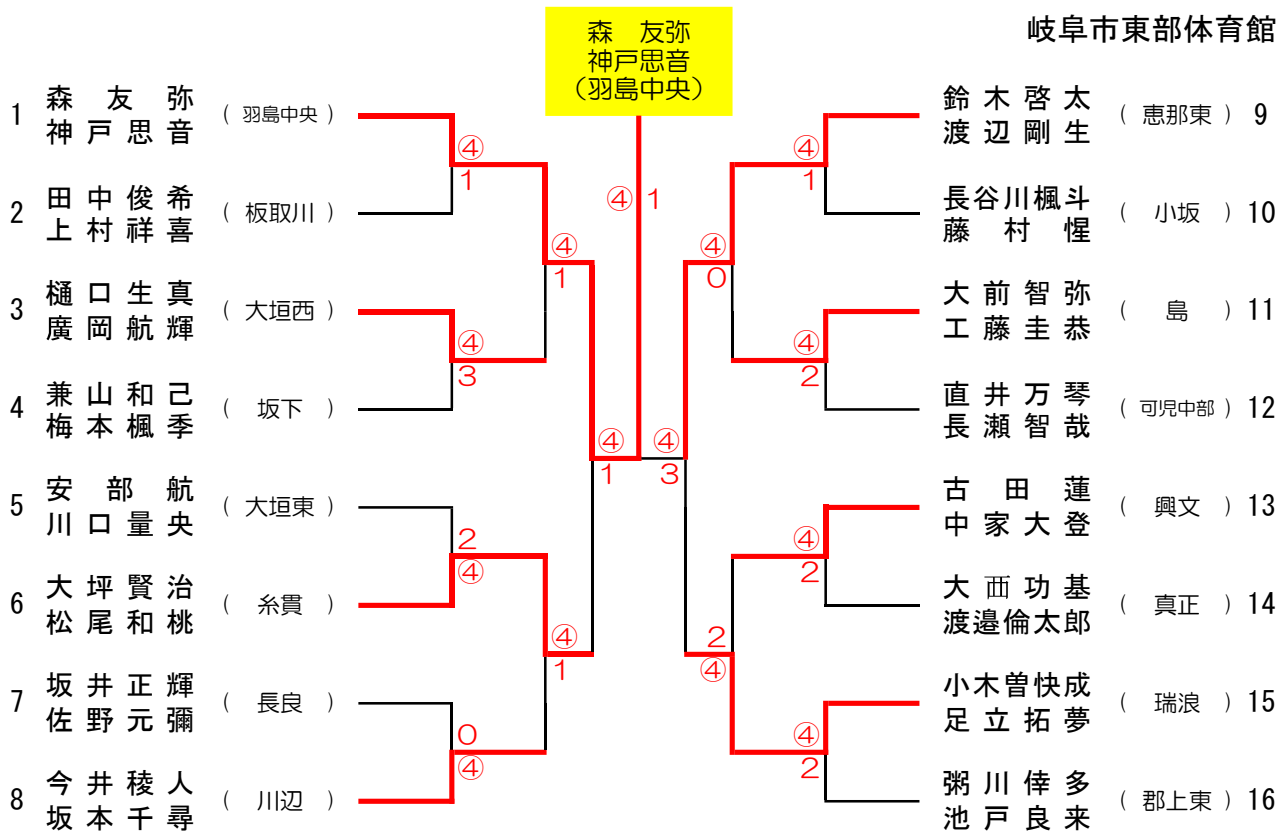 森 友弥
神戸思音
(羽島中央)
岐阜市東部体育館
1 森友弥 神戸思音 (羽島中央)
2 田中俊希 上村祥喜 (板取川)
3 樋口生真 廣岡航輝 (大垣西)
4 兼山和己 梅本楓季 (坂下)
5 安部航 川口量央 (大垣東)
6 大坪賢治 松尾和桃 (糸貫)
7 坂井正輝 佐野元彌 (長良)
8 今井稜人 坂本千尋 (川辺)
④
1
④
3
2
④
0
④
④
1
④
1
④
1
④ 1
④
3
④
0
2
④
④
1
④
2
④
2
④
2
鈴木啓太 渡辺剛生 (恵那東) 9
長谷川楓斗 藤村惺 (小坂) 10
大前智弥 工藤圭恭 (島) 11
直井万琴 長瀬智哉 (可児中部) 12
古田蓮 中家大登 (興文) 13
大西功基 渡邉倫太郎 (真正) 14
小木曽快成 足立拓夢 (瑞浪) 15
粥川倖多 池戸良来 (郡上東) 16